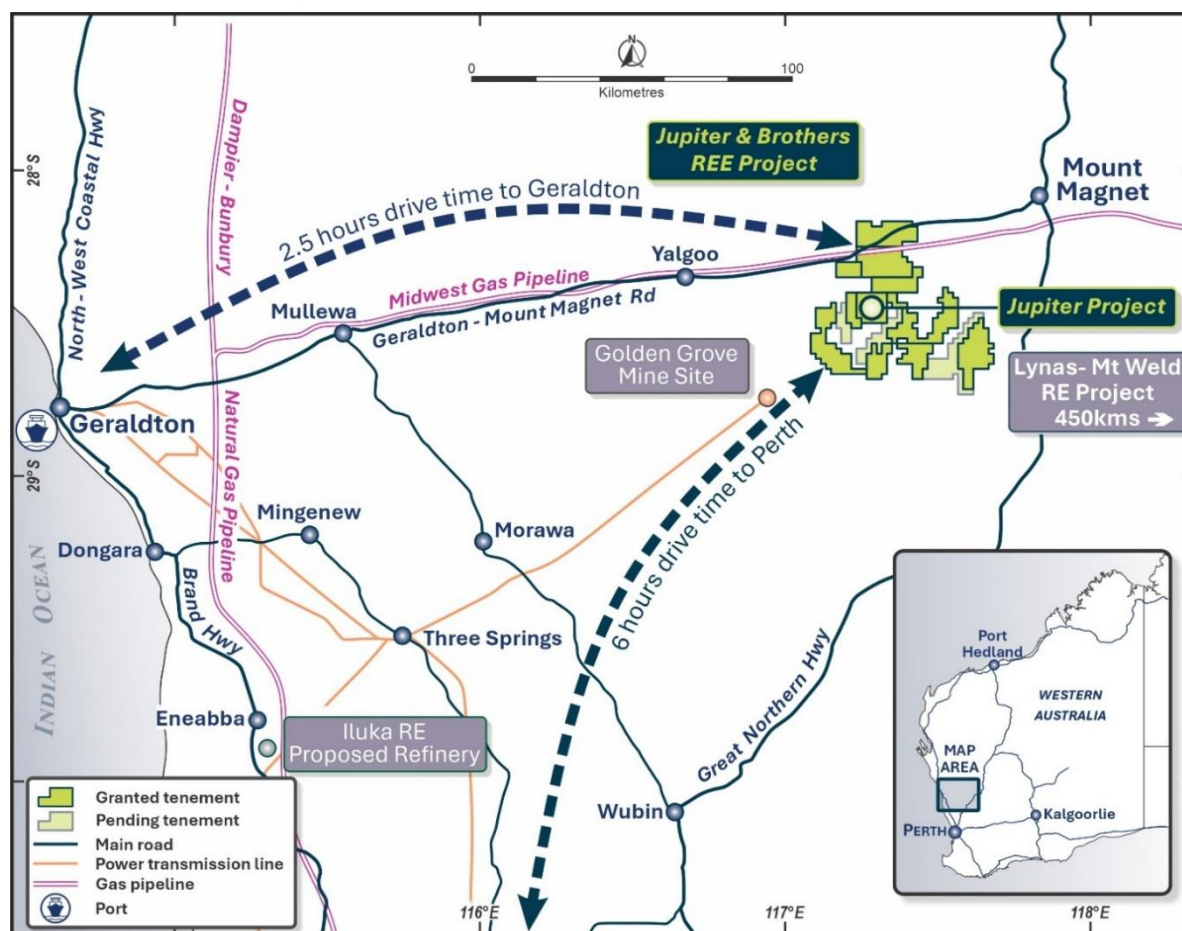 N
0
100
Kilometres
North-West Coastal Hwy
Dampier - Bunbury
Natural Gas Pipeline
28°S
Jupiter & Brothers
REE Project
Mount
Magnet
2.5 hours drive time to Geraldton
Yalgoo
Midwest Gas Pipeline
Mullewa
Geraldton - Mount Magnet Rd
Jupiter Project
Golden Grove
Mine Site
Lynas- Mt Weld
RE Project
450kms
Geraldton
29°S
Mingenew
Morawa
Dongara
6 hours drive time to Perth
INDIAN OCEAN
Brand Hwy
Three Springs
Great Northern Hwy
Eneabba
Iluka RE
Proposed Refinery
Wubin
Port
Hedland
WESTERN
AUSTRALIA
MAP
AREA
Kalgoorlie
PERTH
Granted tenement
Pending tenement
Main road
Power transmission line
Gas pipeline
Port
116°E
117°E
118°E